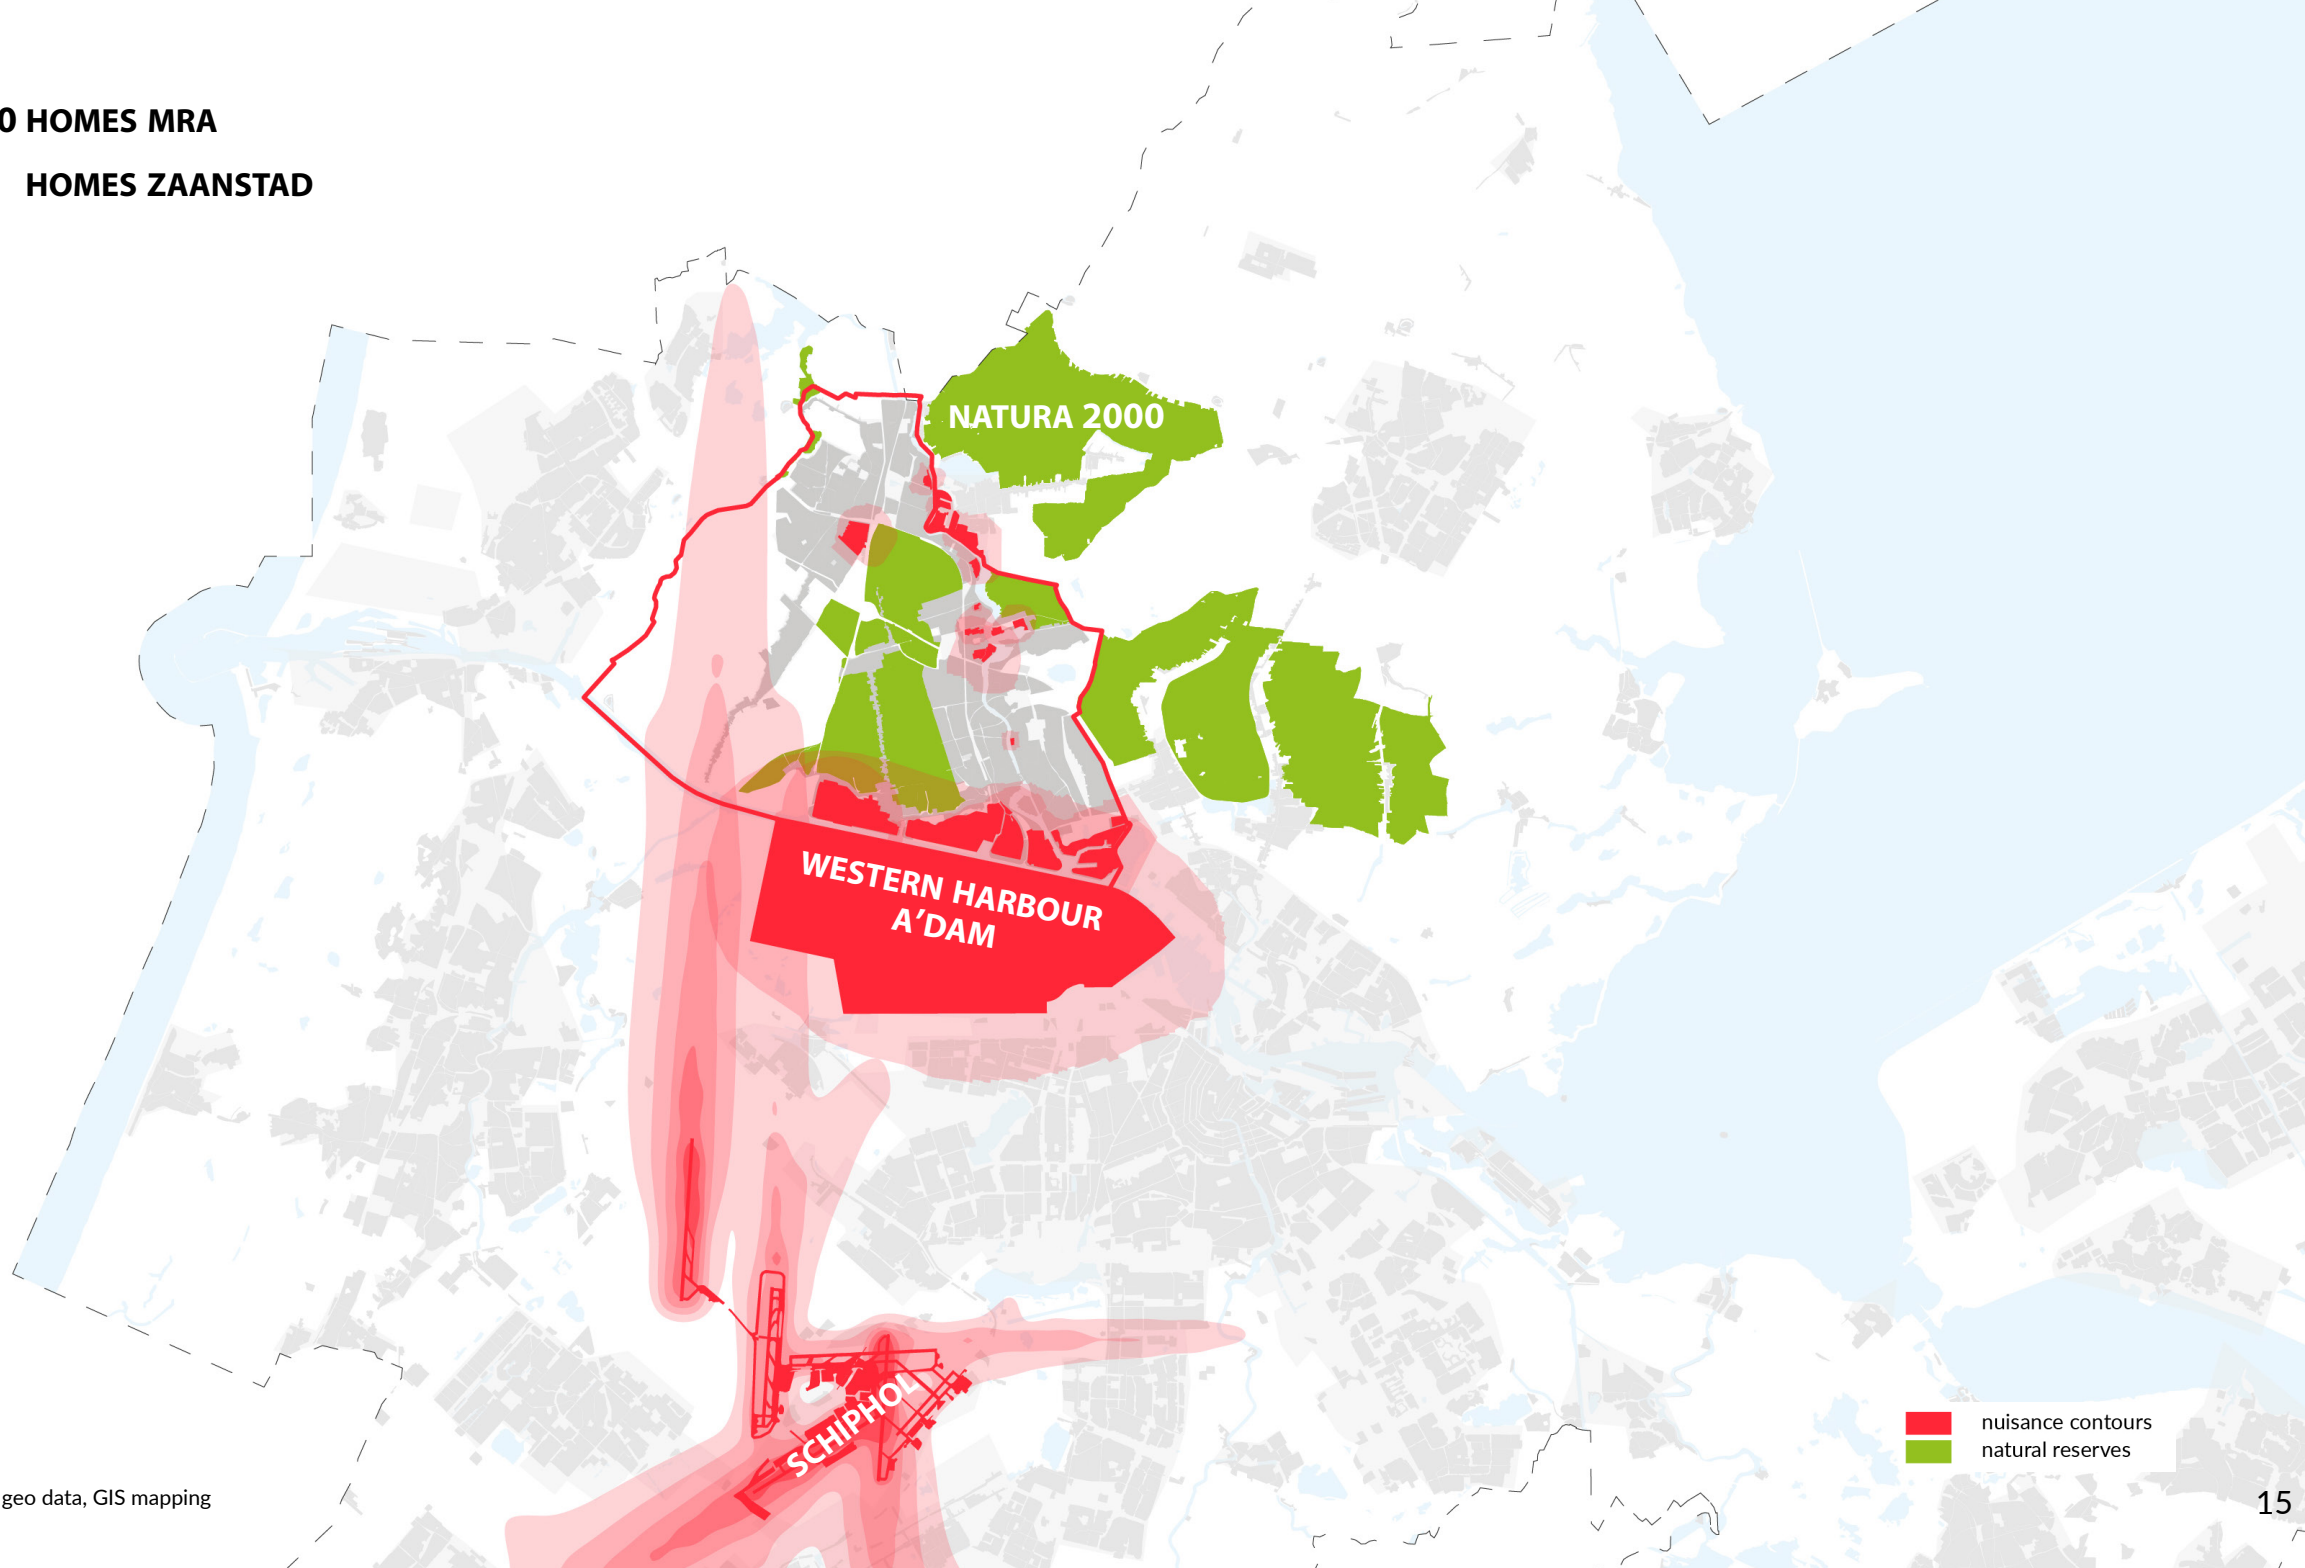 0 HOMES MRA
HOMES ZAANSTAD
NATURA 2000
WESTERN HARBOUR
A’DAM
SCHIPHOL
nuisance contours
natural reserves
geo data, GIS mapping
15